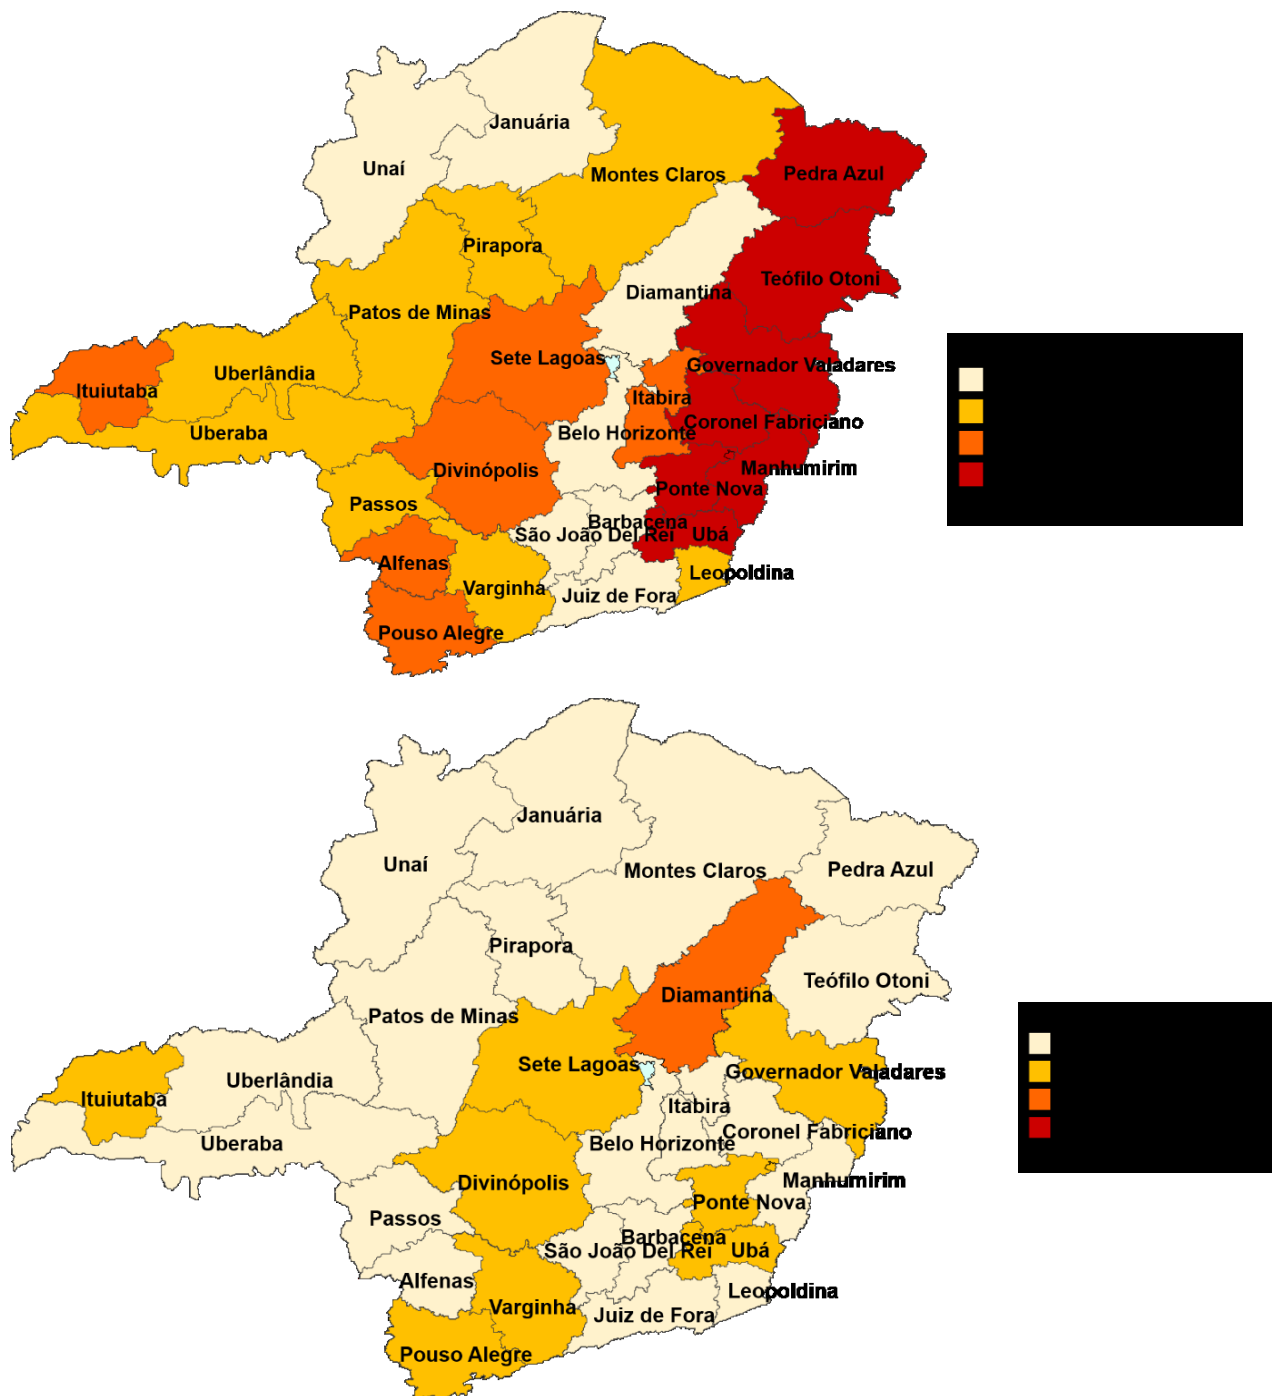 Januária
Unaí
Montes Claros
Pedra Azul
Pirapora
Teófilo Otoni
Diamantina
Patos de Minas
Sete Lagoas
Governador Valadares
Uberlândia
Ituiutaba
Itabira
Coronel Fabriciano
Uberaba
Belo Horizonte
Divinópolis
Manhumirim
Ponte Nova
Passos
Barbacena
São João Del Rei
Ubá
Alfenas
Leopoldina
Varginha
Juiz de Fora
Pouso Alegre
Januária
Unaí
Montes Claros
Pedra Azul
Pirapora
Teófilo Otoni
Diamantina
Patos de Minas
Sete Lagoas
Governador Valadares
Uberlândia
Ituiutaba
Itabira
Coronel Fabriciano
Uberaba
Belo Horizonte
Divinópolis
Manhumirim
Ponte Nova
Passos
Barbacena
São João Del Rei
Ubá
Alfenas
Leopoldina
Varginha
Juiz de Fora
Pouso Alegre